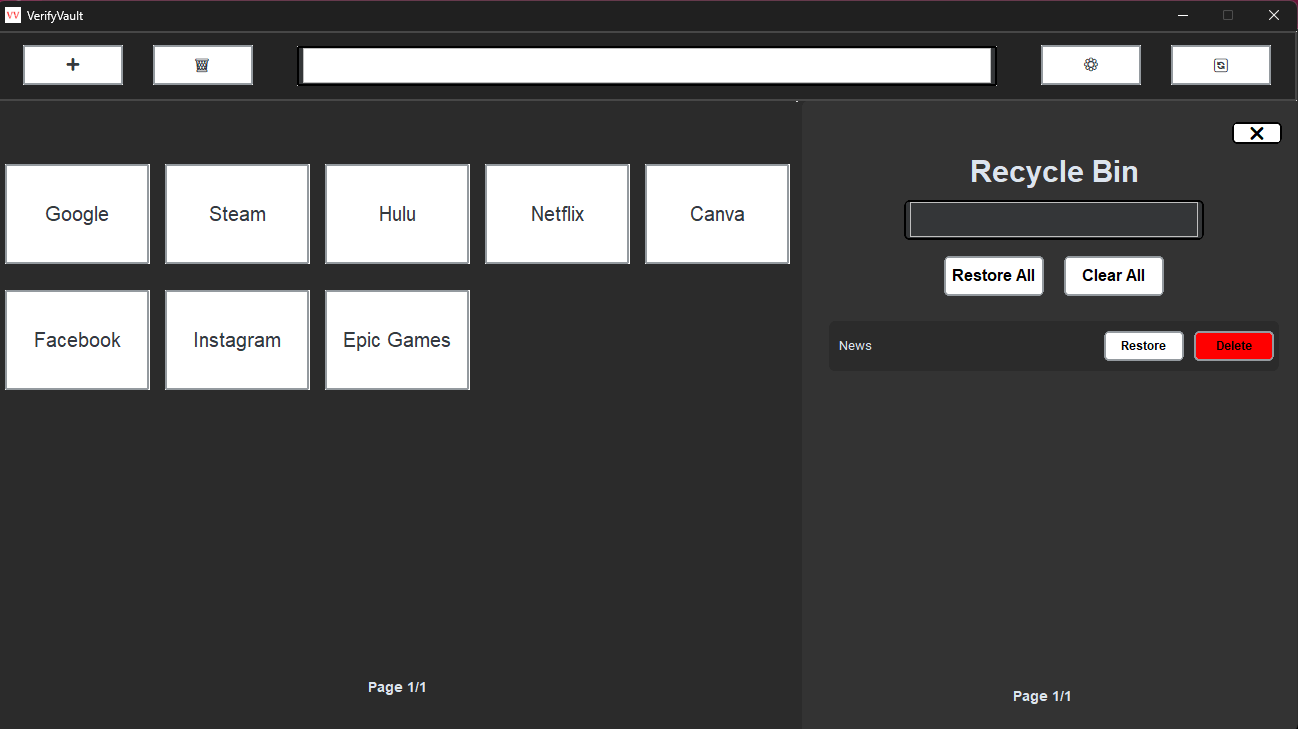 VV VerifyVault
Recycle Bin
Google Steam Hulu Netflix Canva
Facebook Instagram Epic Games
Restore All Clear All
News Restore Delete
Page 1/1
Page 1/1